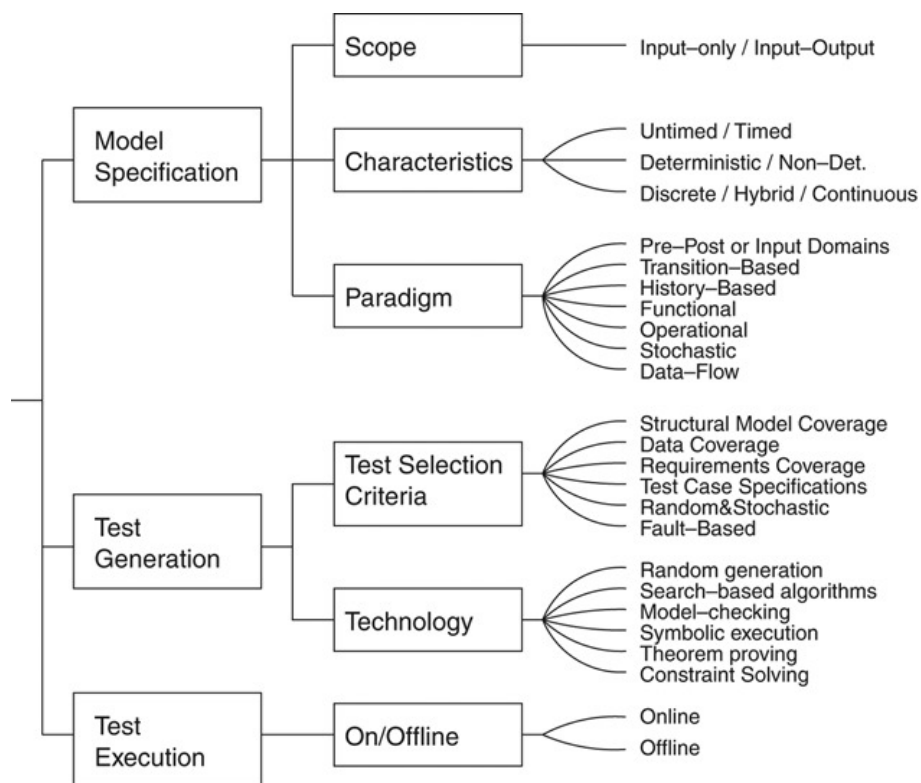 Scope
Input–only / Input–Output
Model
Specification
Characteristics
Untimed / Timed
Deterministic / Non–Det.
Discrete / Hybrid / Continuous
Paradigm
Pre–Post or Input Domains
Transition–Based
History–Based
Functional
Operational
Stochastic
Data–Flow
Test
Generation
Test Selection
Criteria
Structural Model Coverage
Data Coverage
Requirements Coverage
Test Case Specifications
Random&Stochastic
Fault–Based
Technology
Random generation
Search–based algorithms
Model–checking
Symbolic execution
Theorem proving
Constraint Solving
Test
Execution
On/Offline
Online
Offline